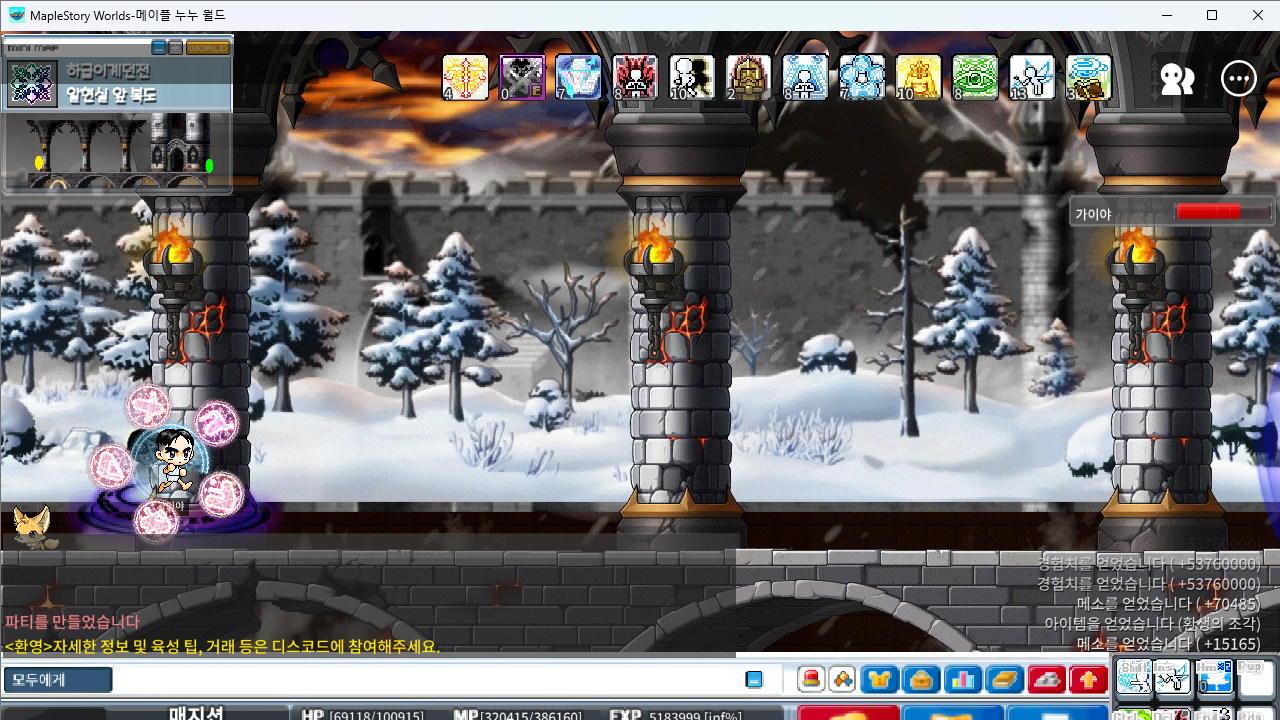 MapleStory Worlds-메이플 누누 월드
MINI MAP
WORLD
하급이계던전
알현실 앞 복도
4
0
7
8
10
2
8
7
10
8
13
3
가이야
경험치를 얻었습니다 ( +53760000)
경험치를 얻었습니다 ( +53760000)
메소를 얻었습니다 ( +70485)
아이템을 얻었습니다 (환생의 조각)
메소를 얻었습니다 ( +15165)
파티를 만들었습니다
<환영>자세한 정보 및 육성 팁, 거래 등은 디스코드에 참여해주세요.
모두에게
Shift
Ins
Hm
Pup
매지션
HP
MP
EXP 5183999 [inf%]
Ctrl